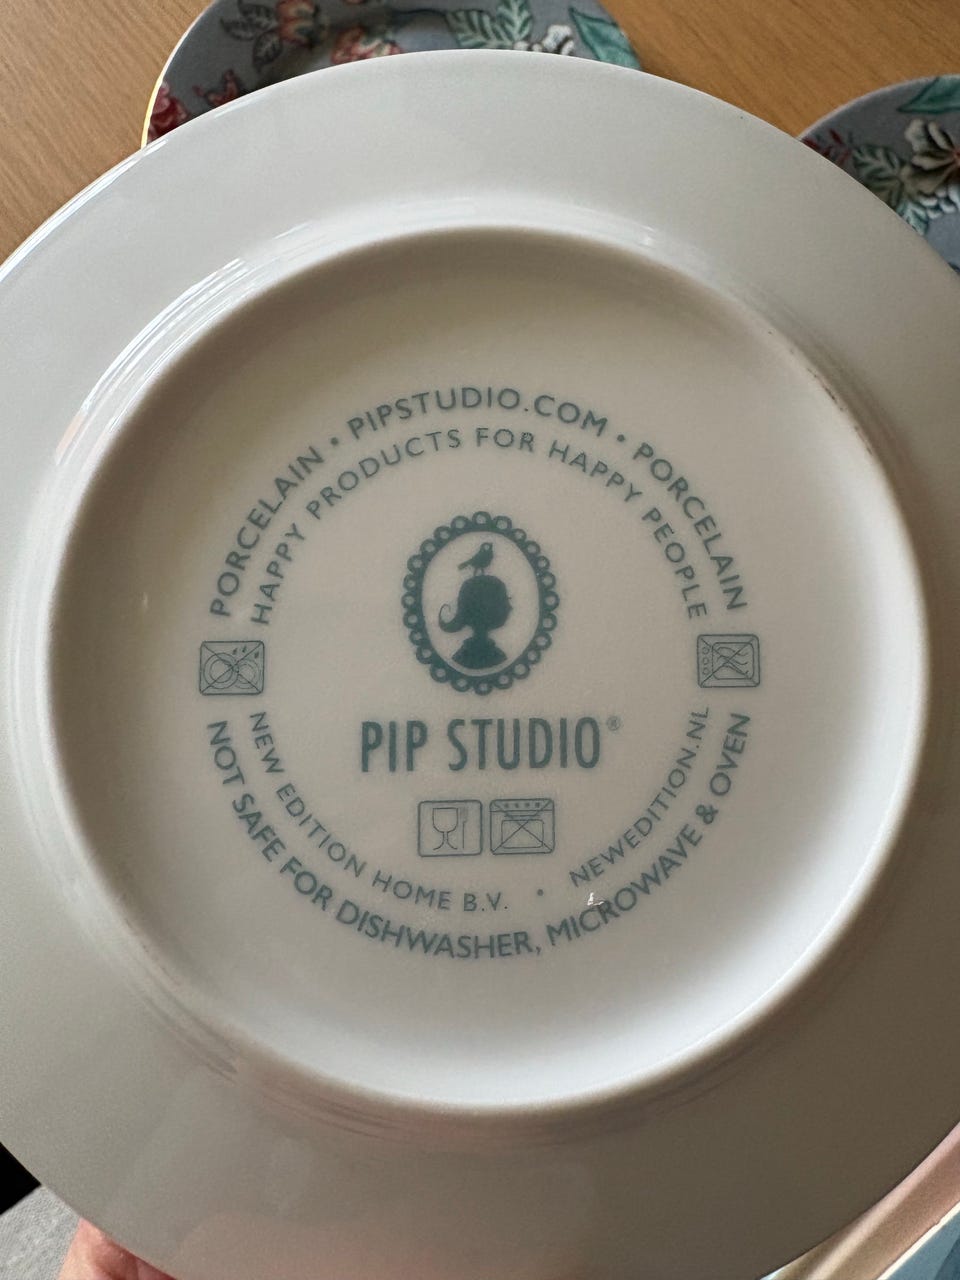 PORCELAIN • PIPSTUDIO.COM • PORCELAIN
HAPPY PRODUCTS FOR HAPPY PEOPLE
PIP STUDIO®
NEW EDITION HOME B.V. • NEWEDITION.NL
NOT SAFE FOR DISHWASHER, MICROWAVE & OVEN